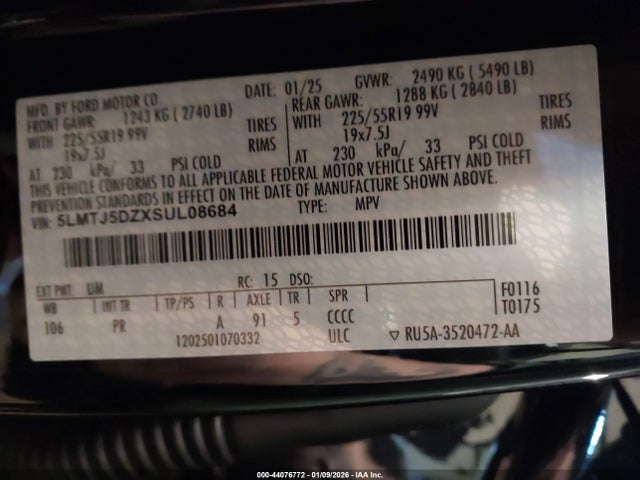 MFD. BY FORD MOTOR CO. DATE: 01/25 GVWR: 2490 KG ( 5490 LB)
FRONT GAWR: 1243 KG ( 2740 LB) REAR GAWR: 1288 KG ( 2840 LB)
WITH 225/55R19 99V TIRES WITH 225/55R19 99V TIRES
19x7.5J RIMS 19x7.5J RIMS
AT 230 kPa/ 33 PSI COLD AT 230 kPa/ 33 PSI COLD
THIS VEHICLE CONFORMS TO ALL APPLICABLE FEDERAL MOTOR VEHICLE SAFETY AND THEFT
PREVENTION STANDARDS IN EFFECT ON THE DATE OF MANUFACTURE SHOWN ABOVE.
VIN: 5LMTJ5DZXSUL08684 TYPE: MPV
EXT PNT: UM RC: 15 DSO:
WB INT TR TP/PS R AXLE TR SPR F0116
106 PR A 91 5 CCCC T0175
1202501070332 ULC ▽ RU5A-3520472-AA
000-44076772 - 01/09/2026 - IAA Inc.